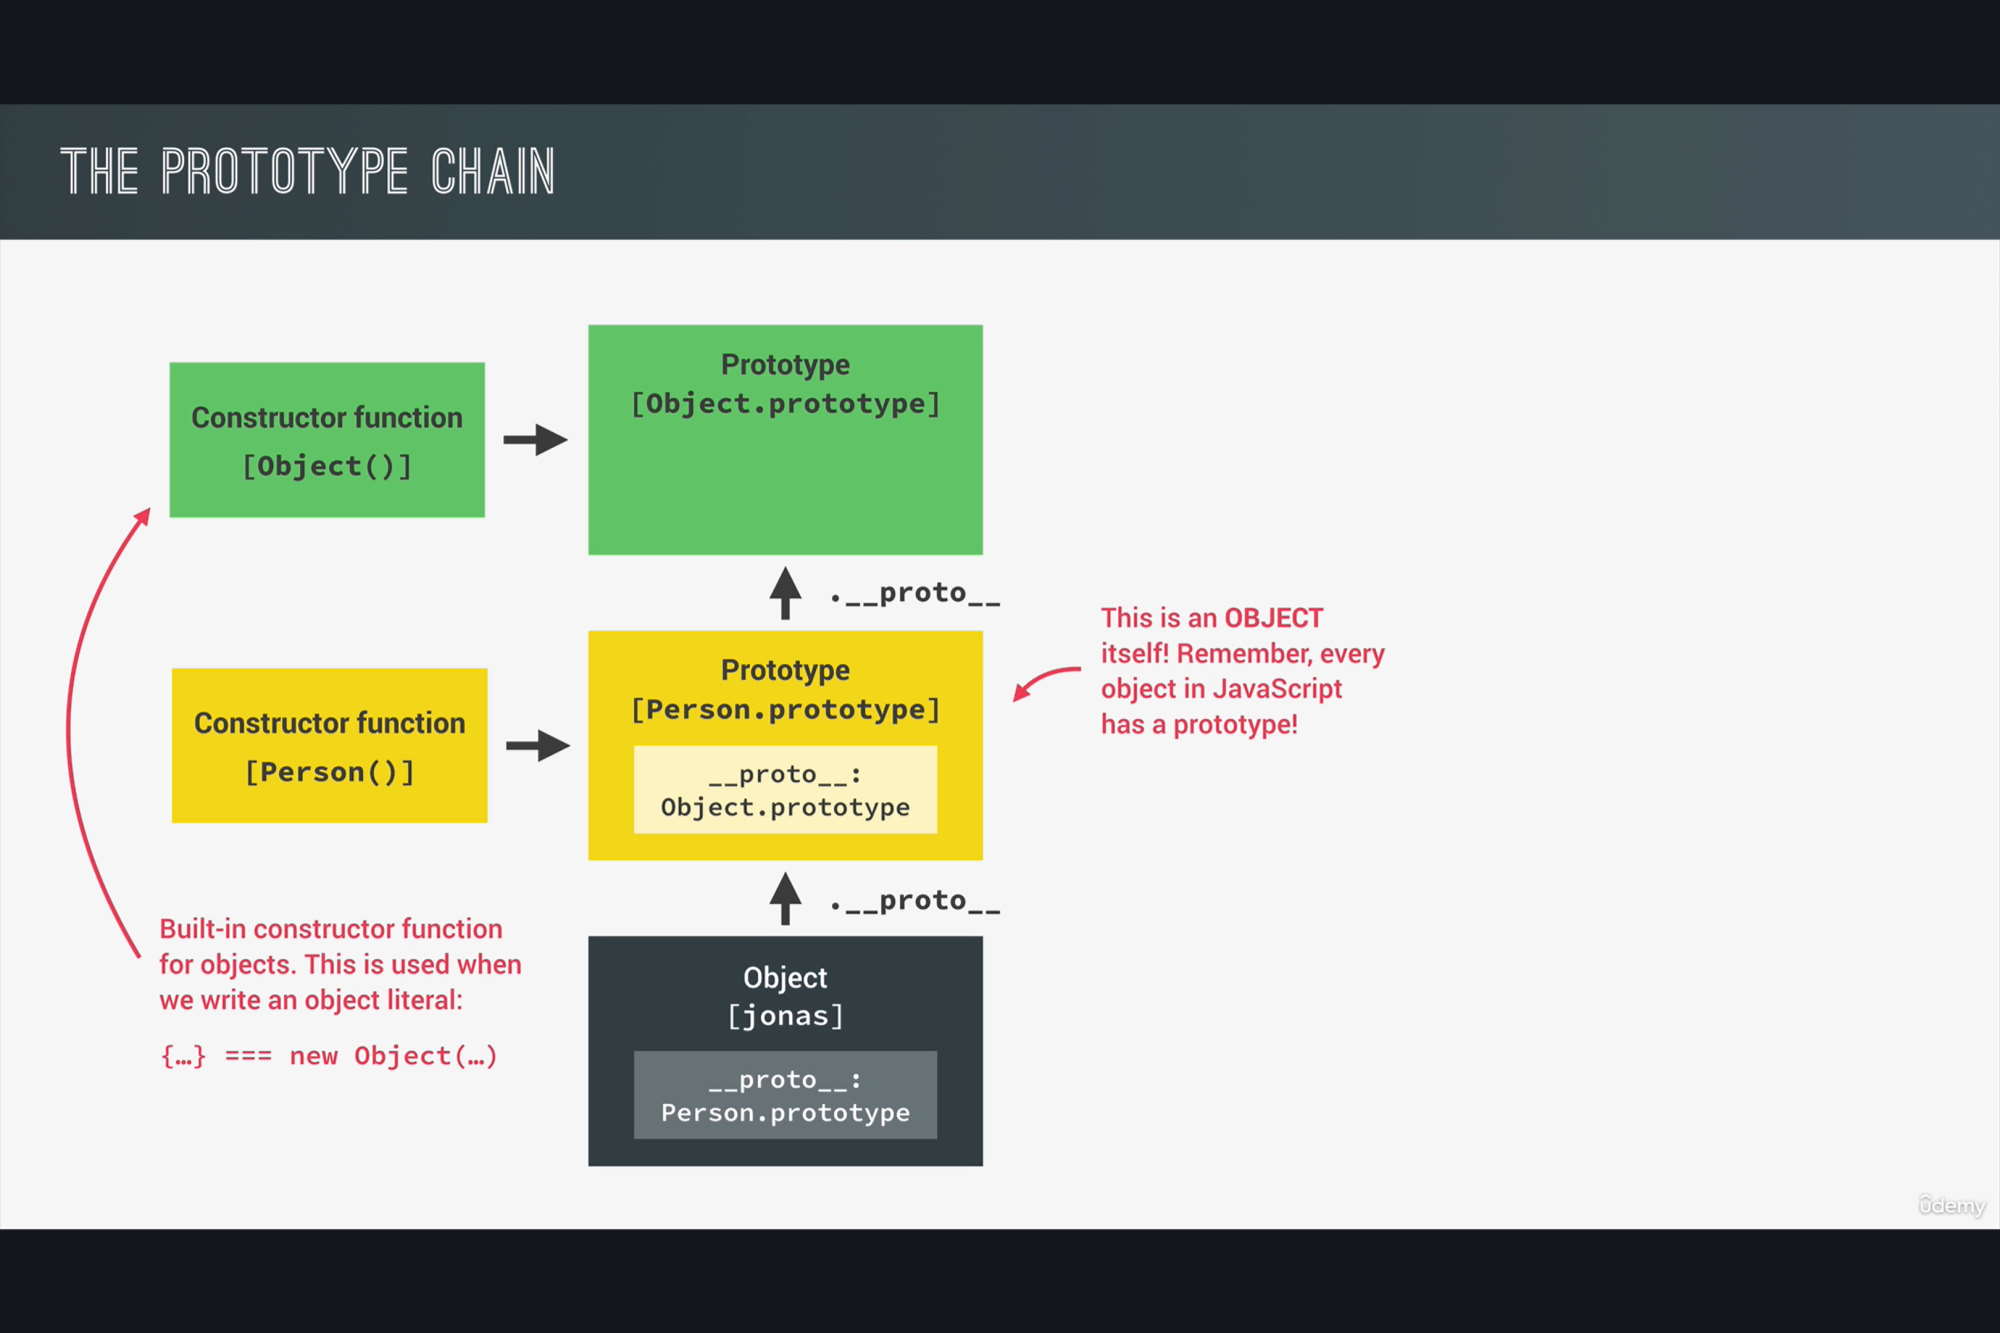 THE PROTOTYPE CHAIN
Constructor function
[Object()]
Prototype
[Object.prototype]
.__proto__
Constructor function
[Person()]
Prototype
[Person.prototype]
__proto__:
Object.prototype
This is an OBJECT
itself! Remember, every
object in JavaScript
has a prototype!
.__proto__
Built-in constructor function
for objects. This is used when
we write an object literal:
{…} === new Object(…)
Object
[jonas]
__proto__:
Person.prototype
ûdemy